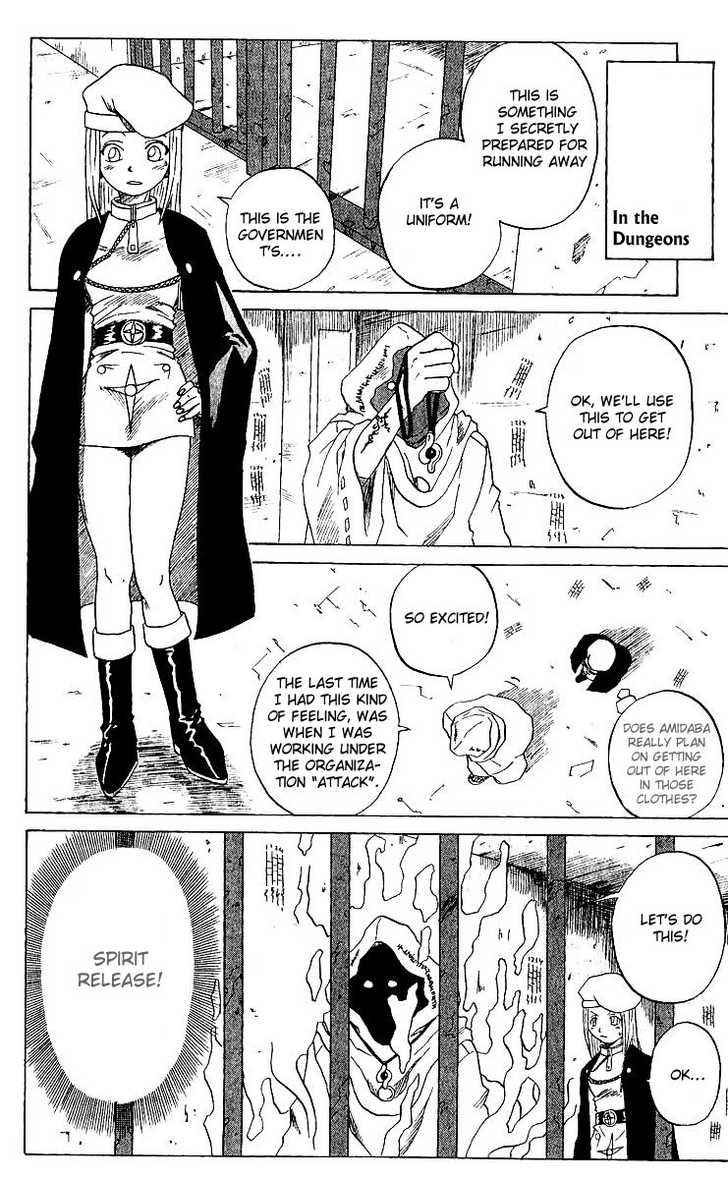 In the
Dungeons
THIS IS
SOMETHING
I SECRETLY
PREPARED FOR
RUNNING AWAY
IT'S A
UNIFORM!
THIS IS THE
GOVERNMEN
T'S....
OK, WE'LL USE
THIS TO GET
OUT OF HERE!
SO EXCITED!
THE LAST TIME
I HAD THIS KIND
OF FEELING, WAS
WHEN I WAS
WORKING UNDER
THE ORGANIZA-
TION "ATTACK".
DOES AMIDABA
REALLY PLAN
ON GETTING
OUT OF HERE
IN THOSE
CLOTHES?
LET'S DO
THIS!
OK...
SPIRIT
RELEASE!